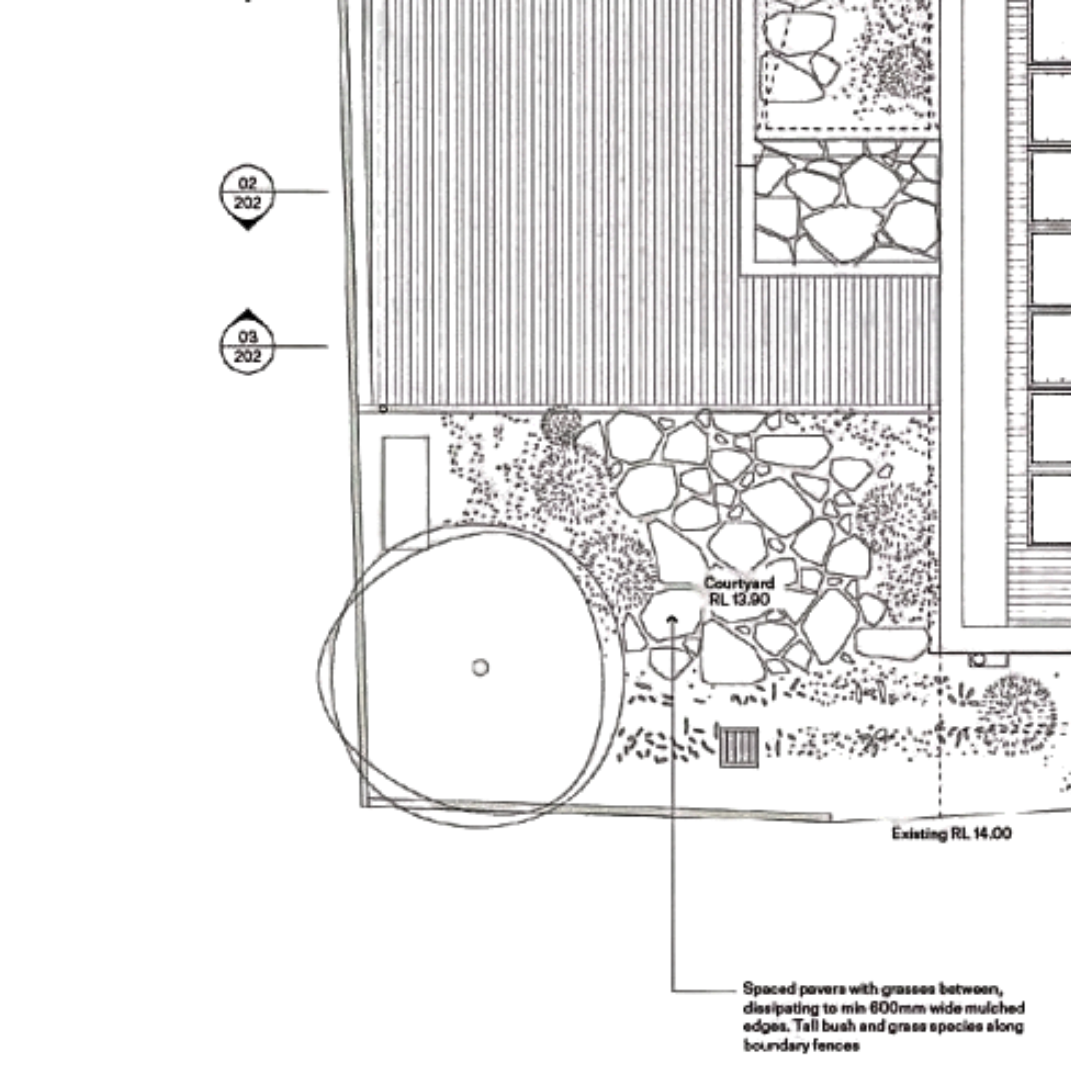 02
202
03
202
Courtyard
RL 13.90
Existing RL 14.00
Spaced pavers with grasses between,
dissipating to min 600mm wide mulched
edges. Tall bush and grass species along
boundary fences